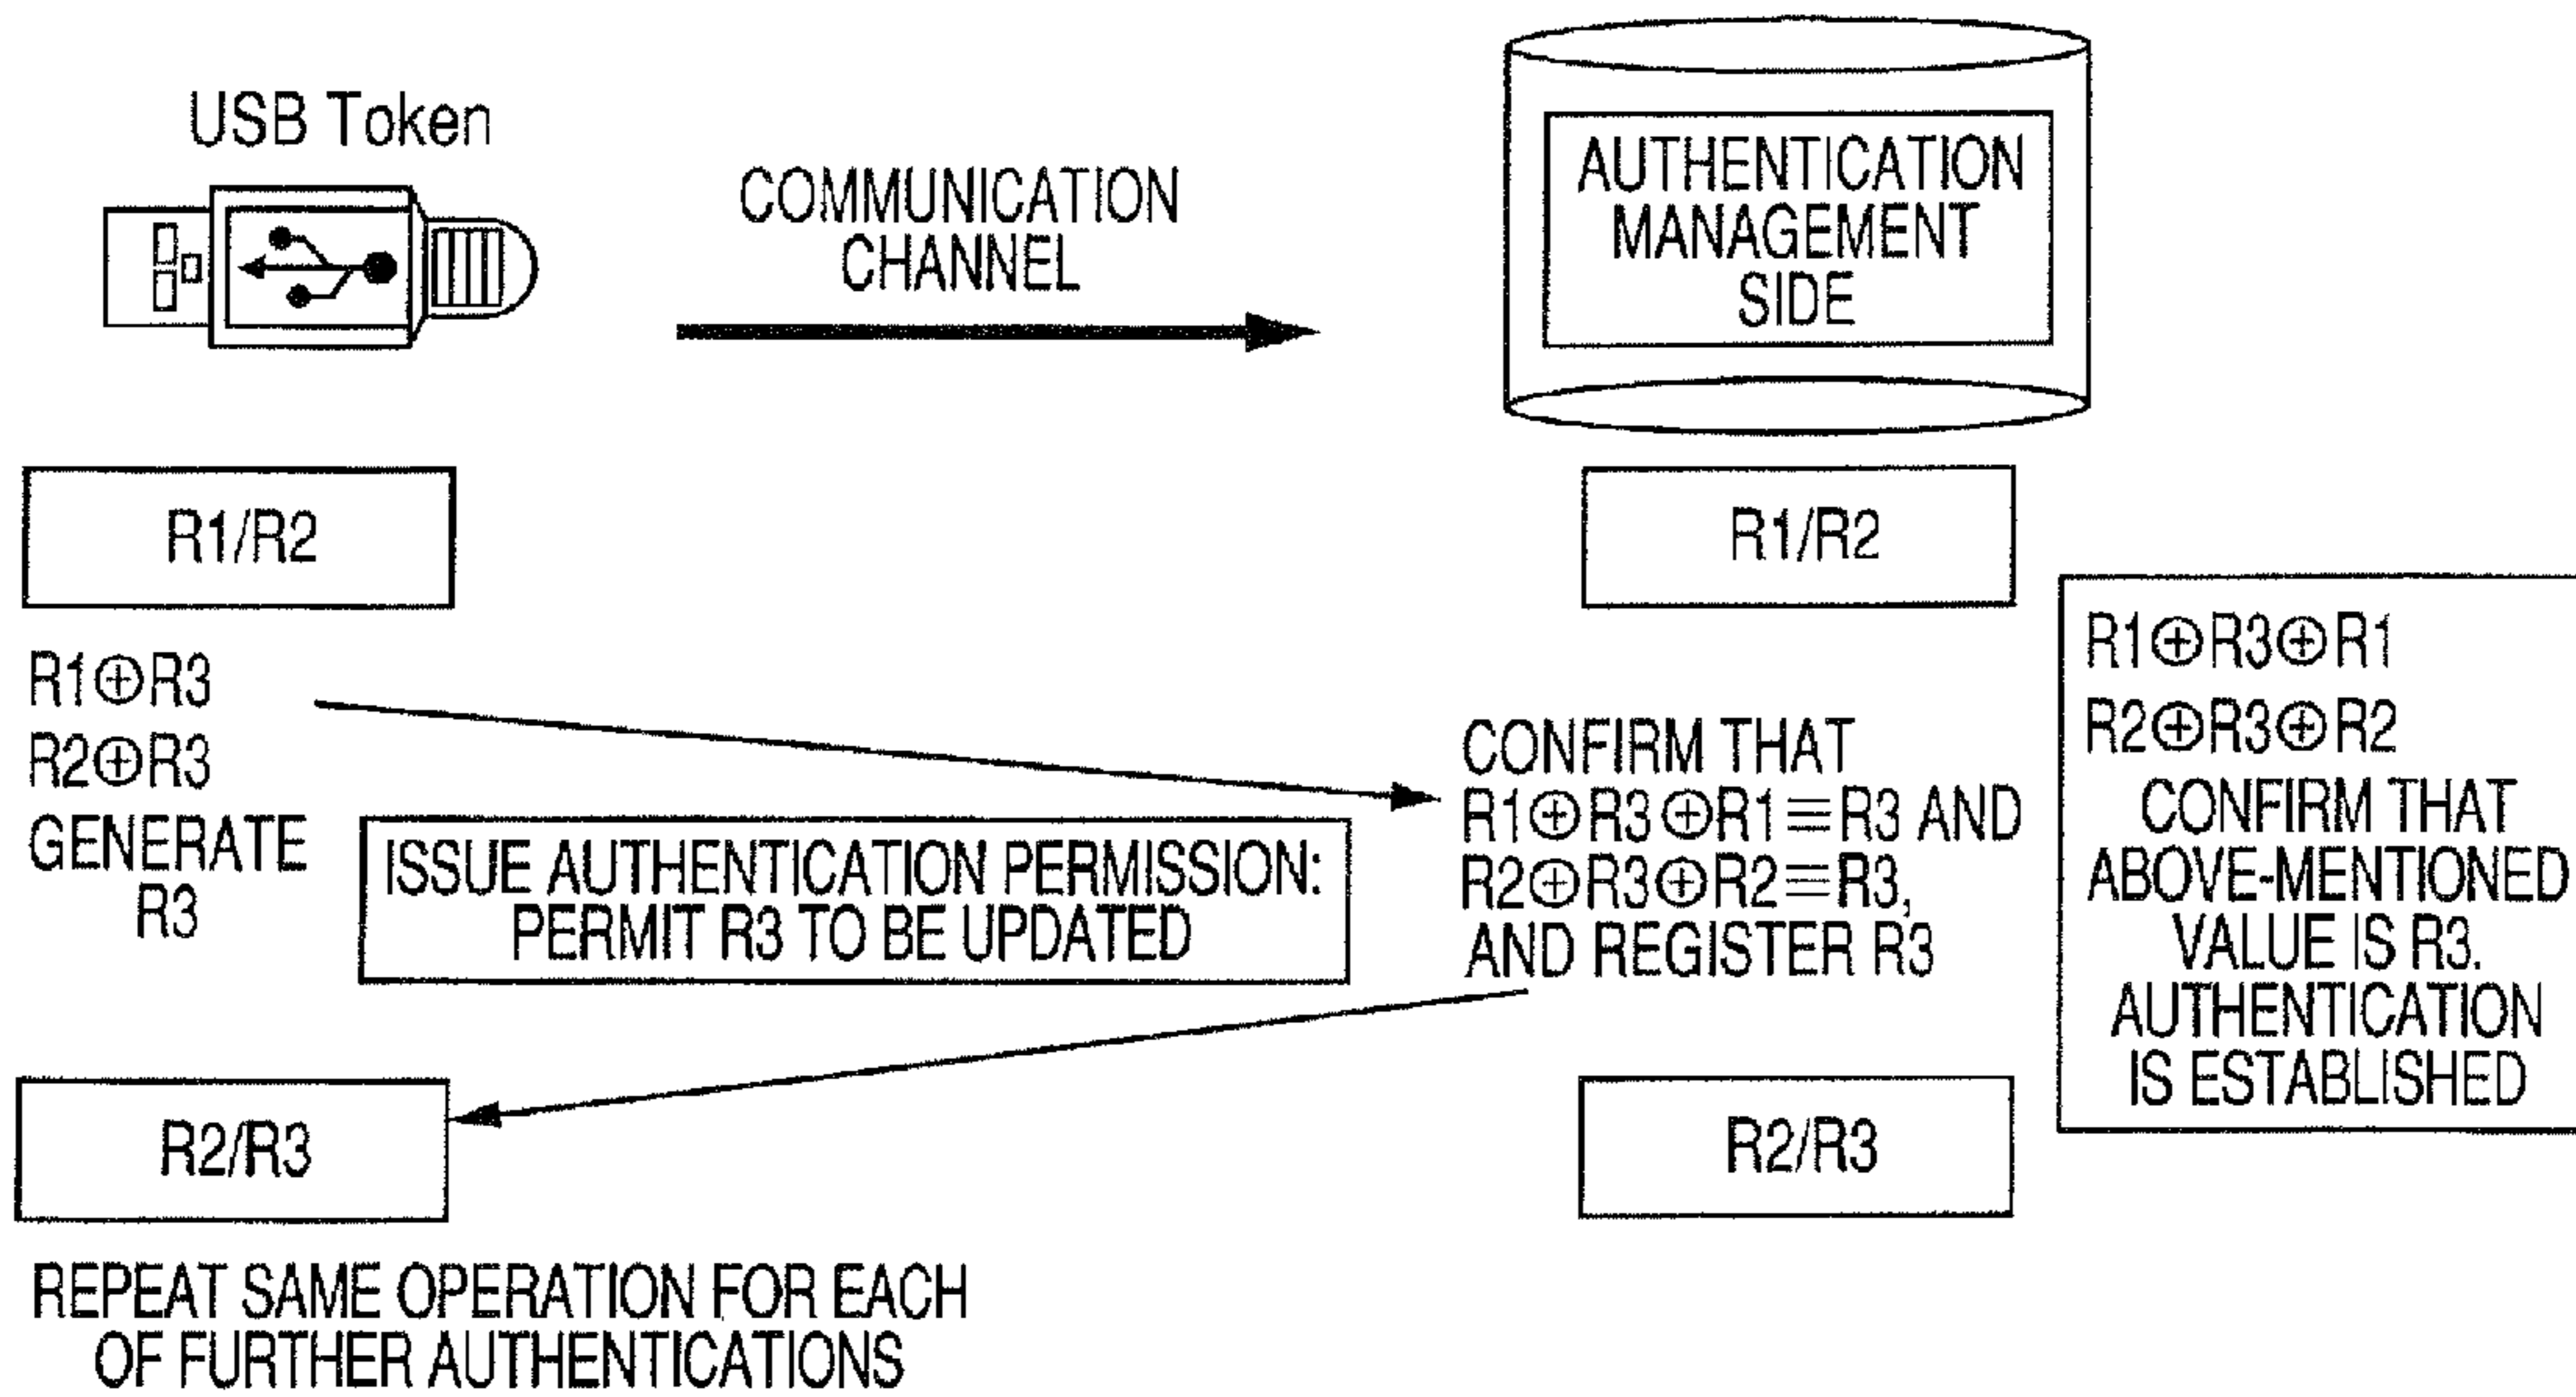 USB Token
COMMUNICATION
CHANNEL
AUTHENTICATION
MANAGEMENT
SIDE
R1/R2
R1/R2
R1⊕R3
R2⊕R3
GENERATE
R3
ISSUE AUTHENTICATION PERMISSION:
PERMIT R3 TO BE UPDATED
CONFIRM THAT
R1⊕R3⊕R1≡R3 AND
R2⊕R3⊕R2≡R3,
AND REGISTER R3
R1⊕R3⊕R1
R2⊕R3⊕R2
CONFIRM THAT
ABOVE-MENTIONED
VALUE IS R3.
AUTHENTICATION
IS ESTABLISHED
R2/R3
R2/R3
REPEAT SAME OPERATION FOR EACH
OF FURTHER AUTHENTICATIONS